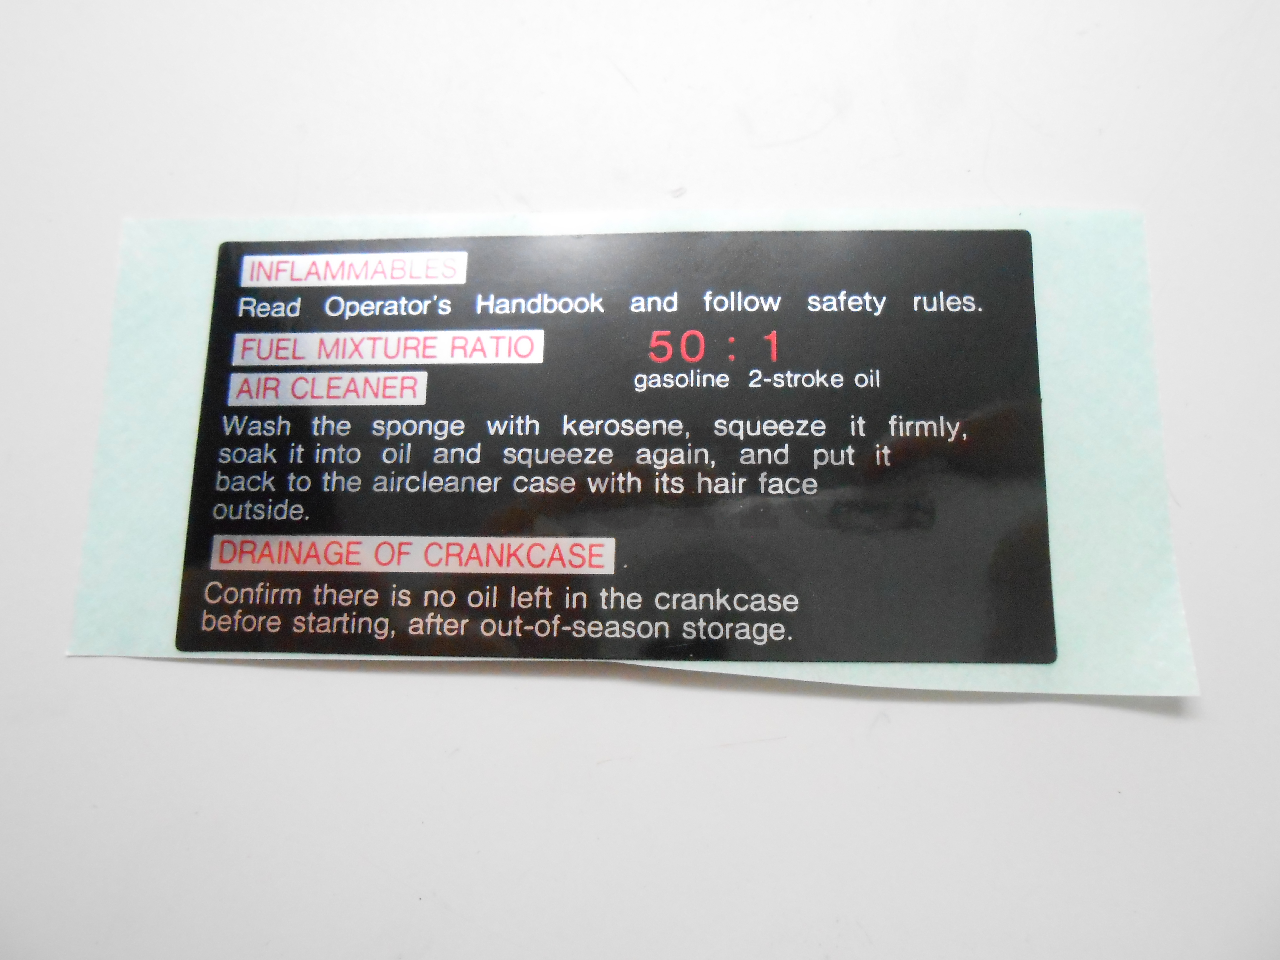 INFLAMMABLES
Read Operator's Handbook and follow safety rules.
FUEL MIXTURE RATIO 50 : 1
gasoline 2-stroke oil
AIR CLEANER
Wash the sponge with kerosene, squeeze it firmly,
soak it into oil and squeeze again, and put it
back to the aircleaner case with its hair face
outside.
DRAINAGE OF CRANKCASE
Confirm there is no oil left in the crankcase
before starting, after out-of-season storage.